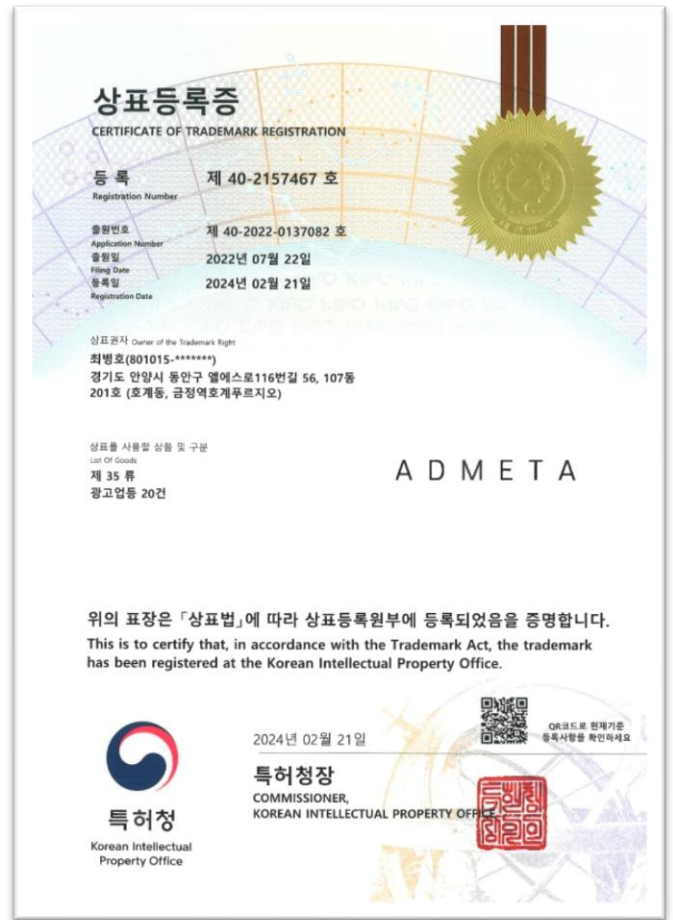 상표등록증
CERTIFICATE OF TRADEMARK REGISTRATION
등록 제 40-2157467 호
Registration Number
출원번호 제 40-2022-0137082 호
Application Number
출원일 2022년 07월 22일
Filing Date
등록일 2024년 02월 21일
Registration Date
상표권자 Owner of the Trademark Right
최병호(801015-*******)
경기도 안양시 동안구 엘에스로116번길 56, 107동
201호 (호계동, 금정역호계푸르지오)
상표를 사용할 상품 및 구분
List Of Goods
제 35 류
광고업등 20건
ADMETA
위의 표장은 「상표법」에 따라 상표등록원부에 등록되었음을 증명합니다.
This is to certify that, in accordance with the Trademark Act, the trademark
has been registered at the Korean Intellectual Property Office.
QR코드로 현재기준
등록사항을 확인하세요
2024년 02월 21일
특허청장
COMMISSIONER,
KOREAN INTELLECTUAL PROPERTY OFFICE
특허청
Korean Intellectual
Property Office